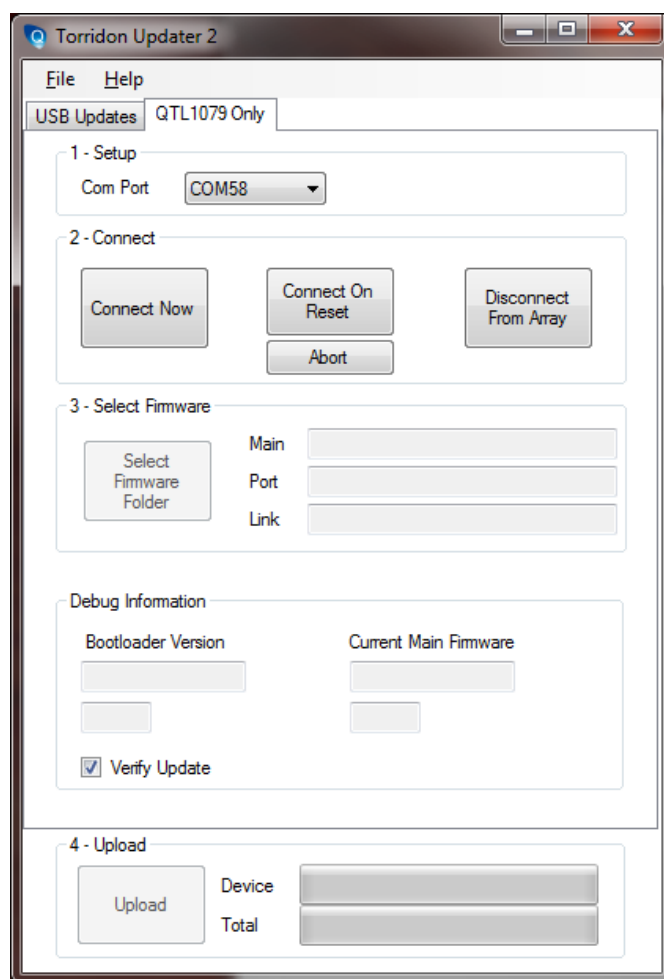 Torridon Updater 2
File Help
USB Updates QTL1079 Only
1 - Setup
Com Port COM58
2 - Connect
Connect Now
Connect On
Reset
Abort
Disconnect
From Array
3 - Select Firmware
Select
Firmware
Folder
Main
Port
Link
Debug Information
Bootloader Version Current Main Firmware
Verify Update
4 - Upload
Upload
Device
Total